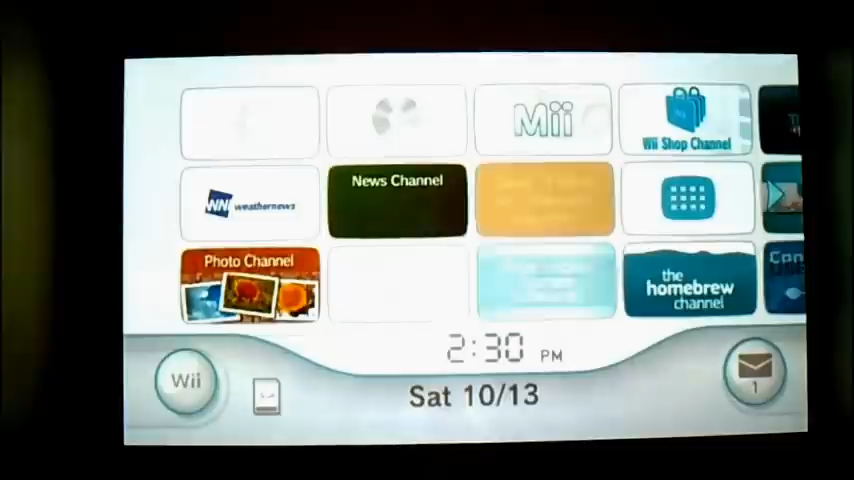 Mii
Wii Shop Channel
WN weathernews
News Channel
Photo Channel
the
homebrew
channel
2:30 PM
Wii
Sat 10/13
1